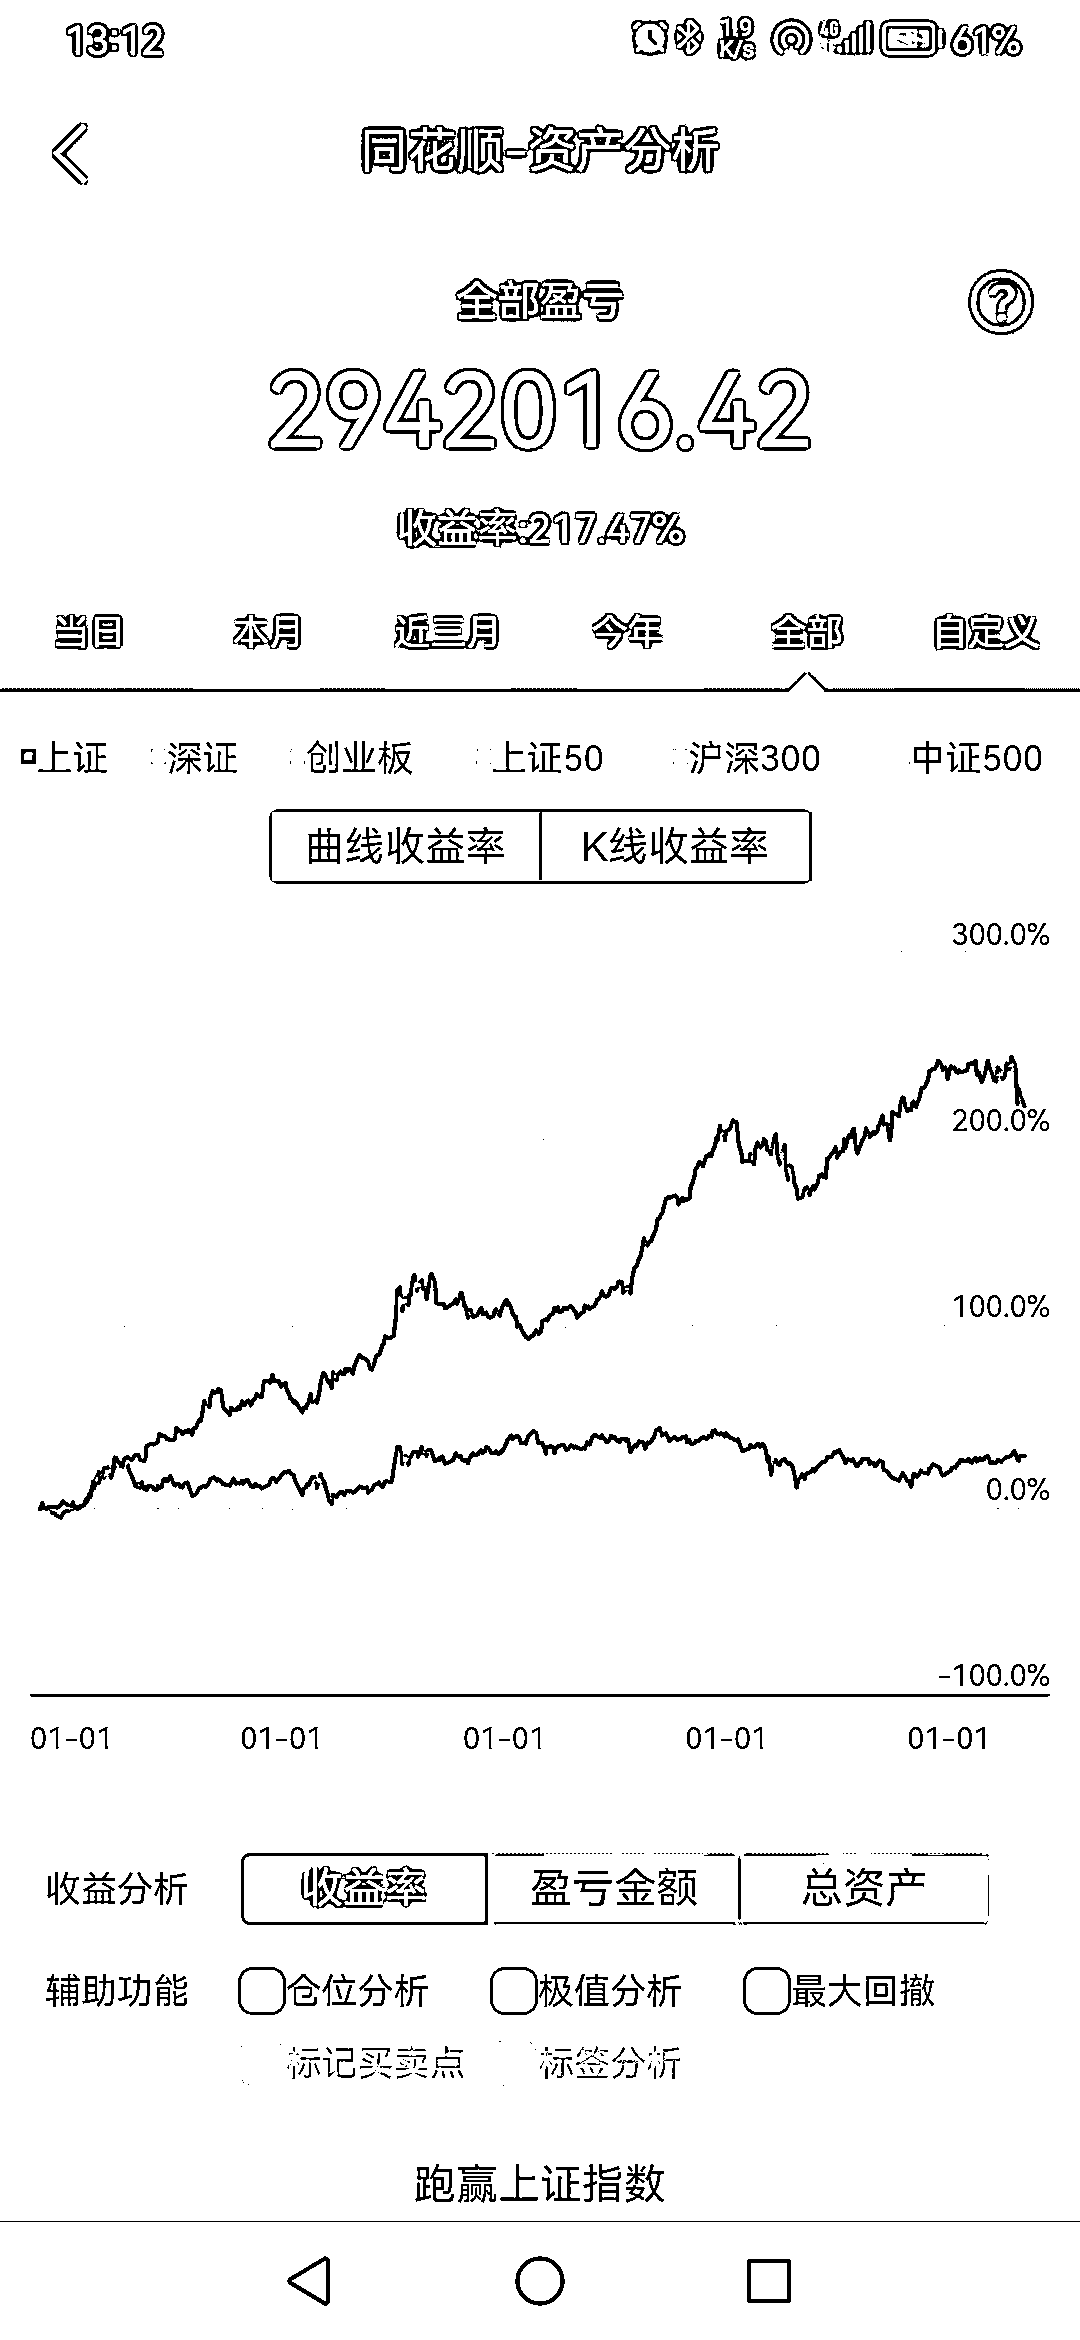 13:12 1.9 K/s 4G 61%
同花顺-资产分析
全部盈亏
2942016.42
收益率:217.47%
当日 本月 近三月 今年 全部 自定义
上证 深证 创业板 上证50 沪深300 中证500
曲线收益率 K线收益率
300.0%
200.0%
100.0%
0.0%
-100.0%
01-01 01-01 01-01 01-01 01-01
收益分析 收益率 盈亏金额 总资产
辅助功能 仓位分析 极值分析 最大回撤
标记买卖点 标签分析
跑赢上证指数